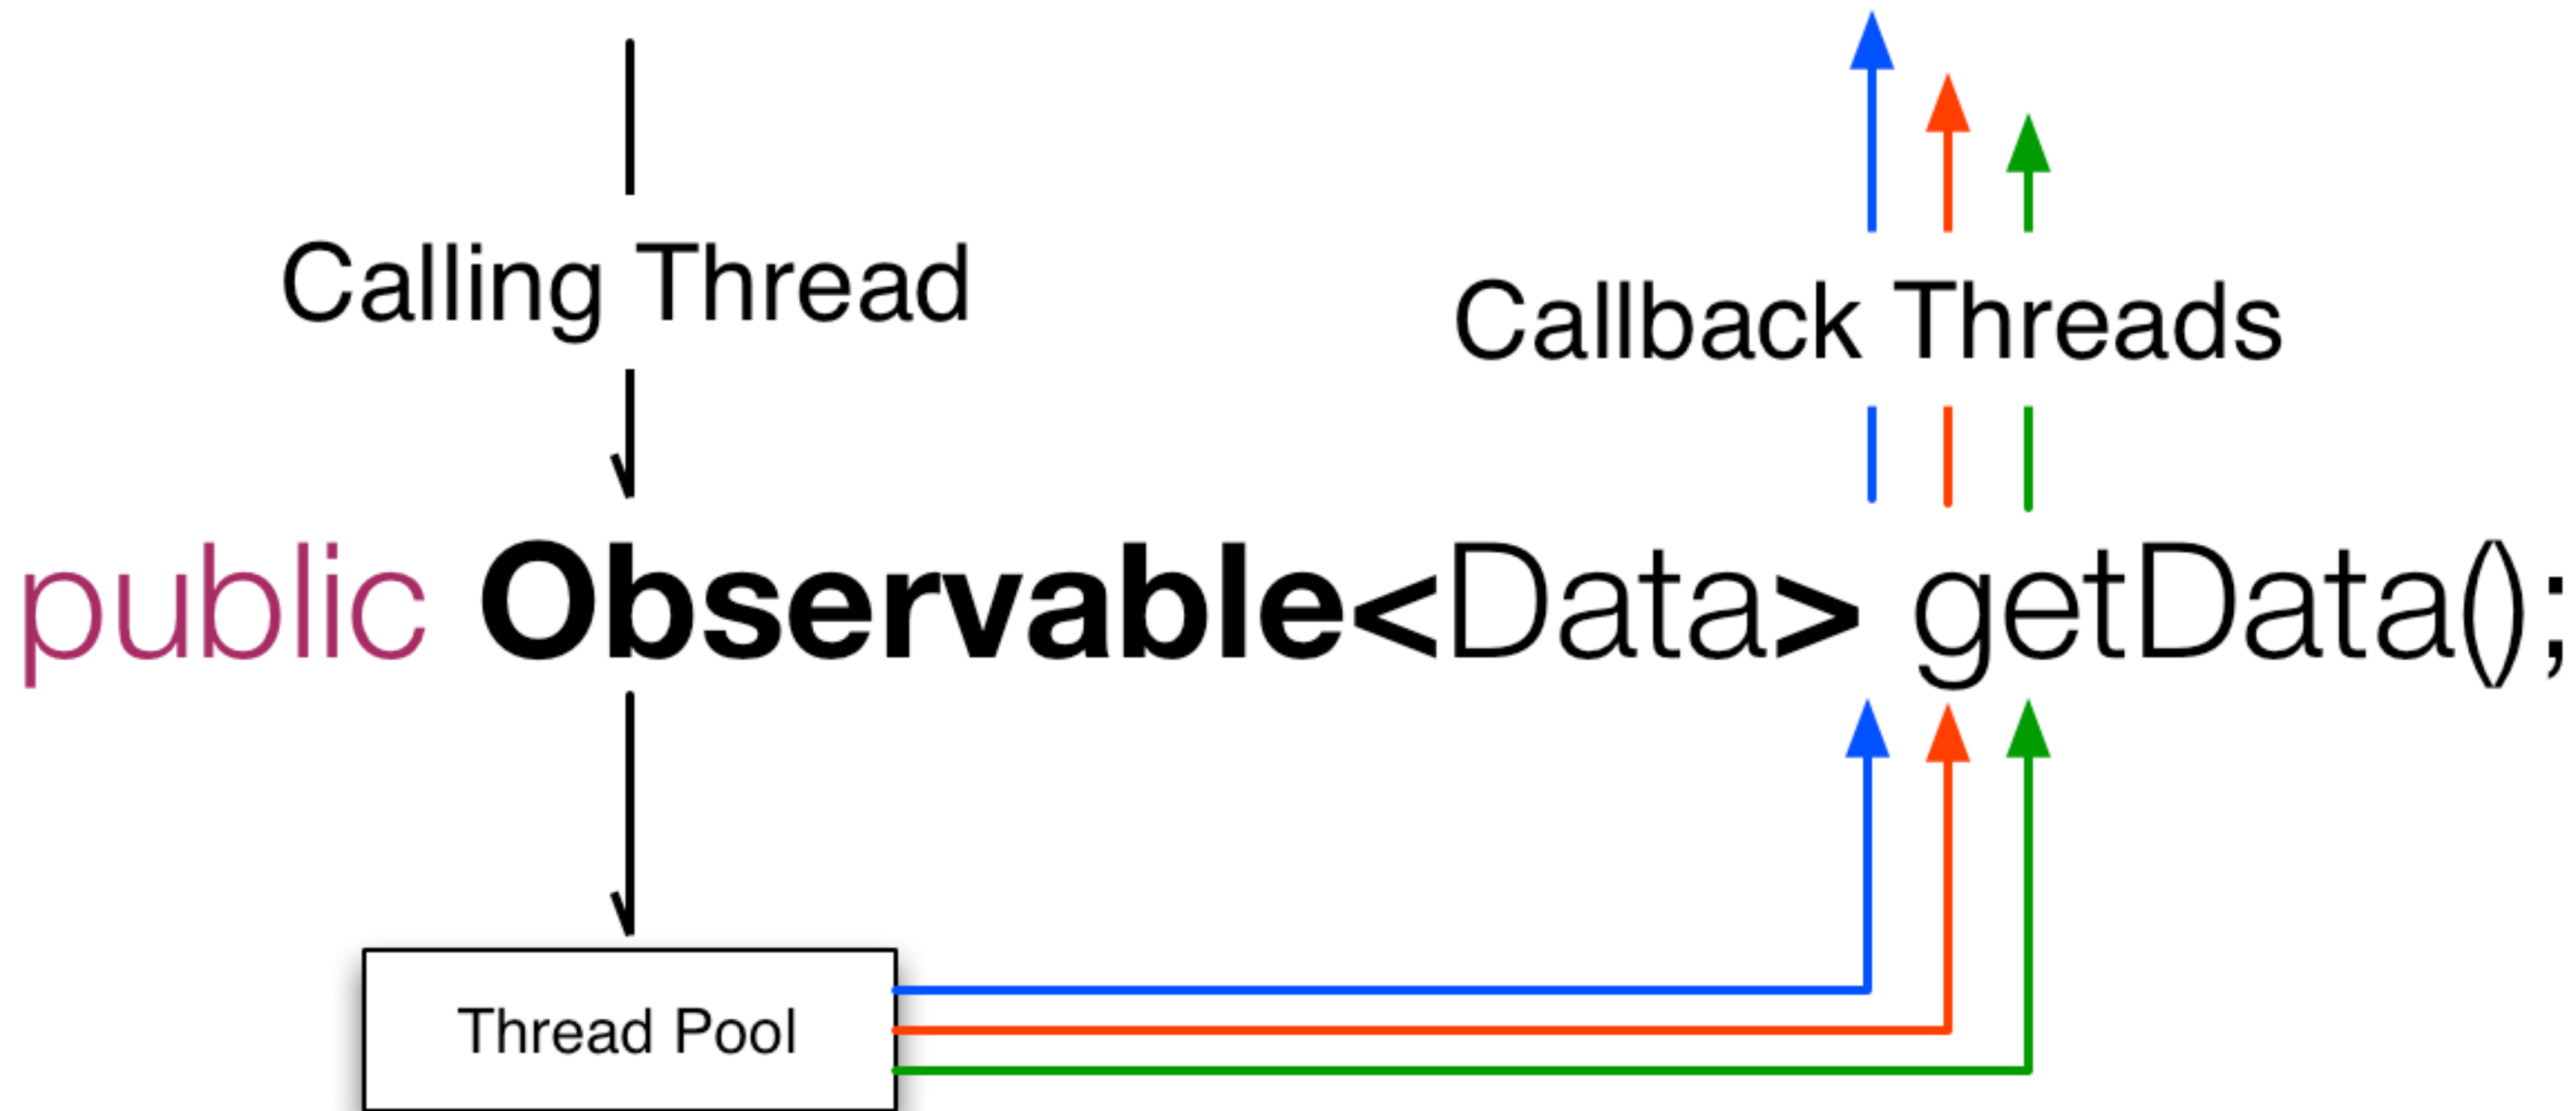 Calling Thread
Callback Threads
public Observable<Data> getData();
Thread Pool